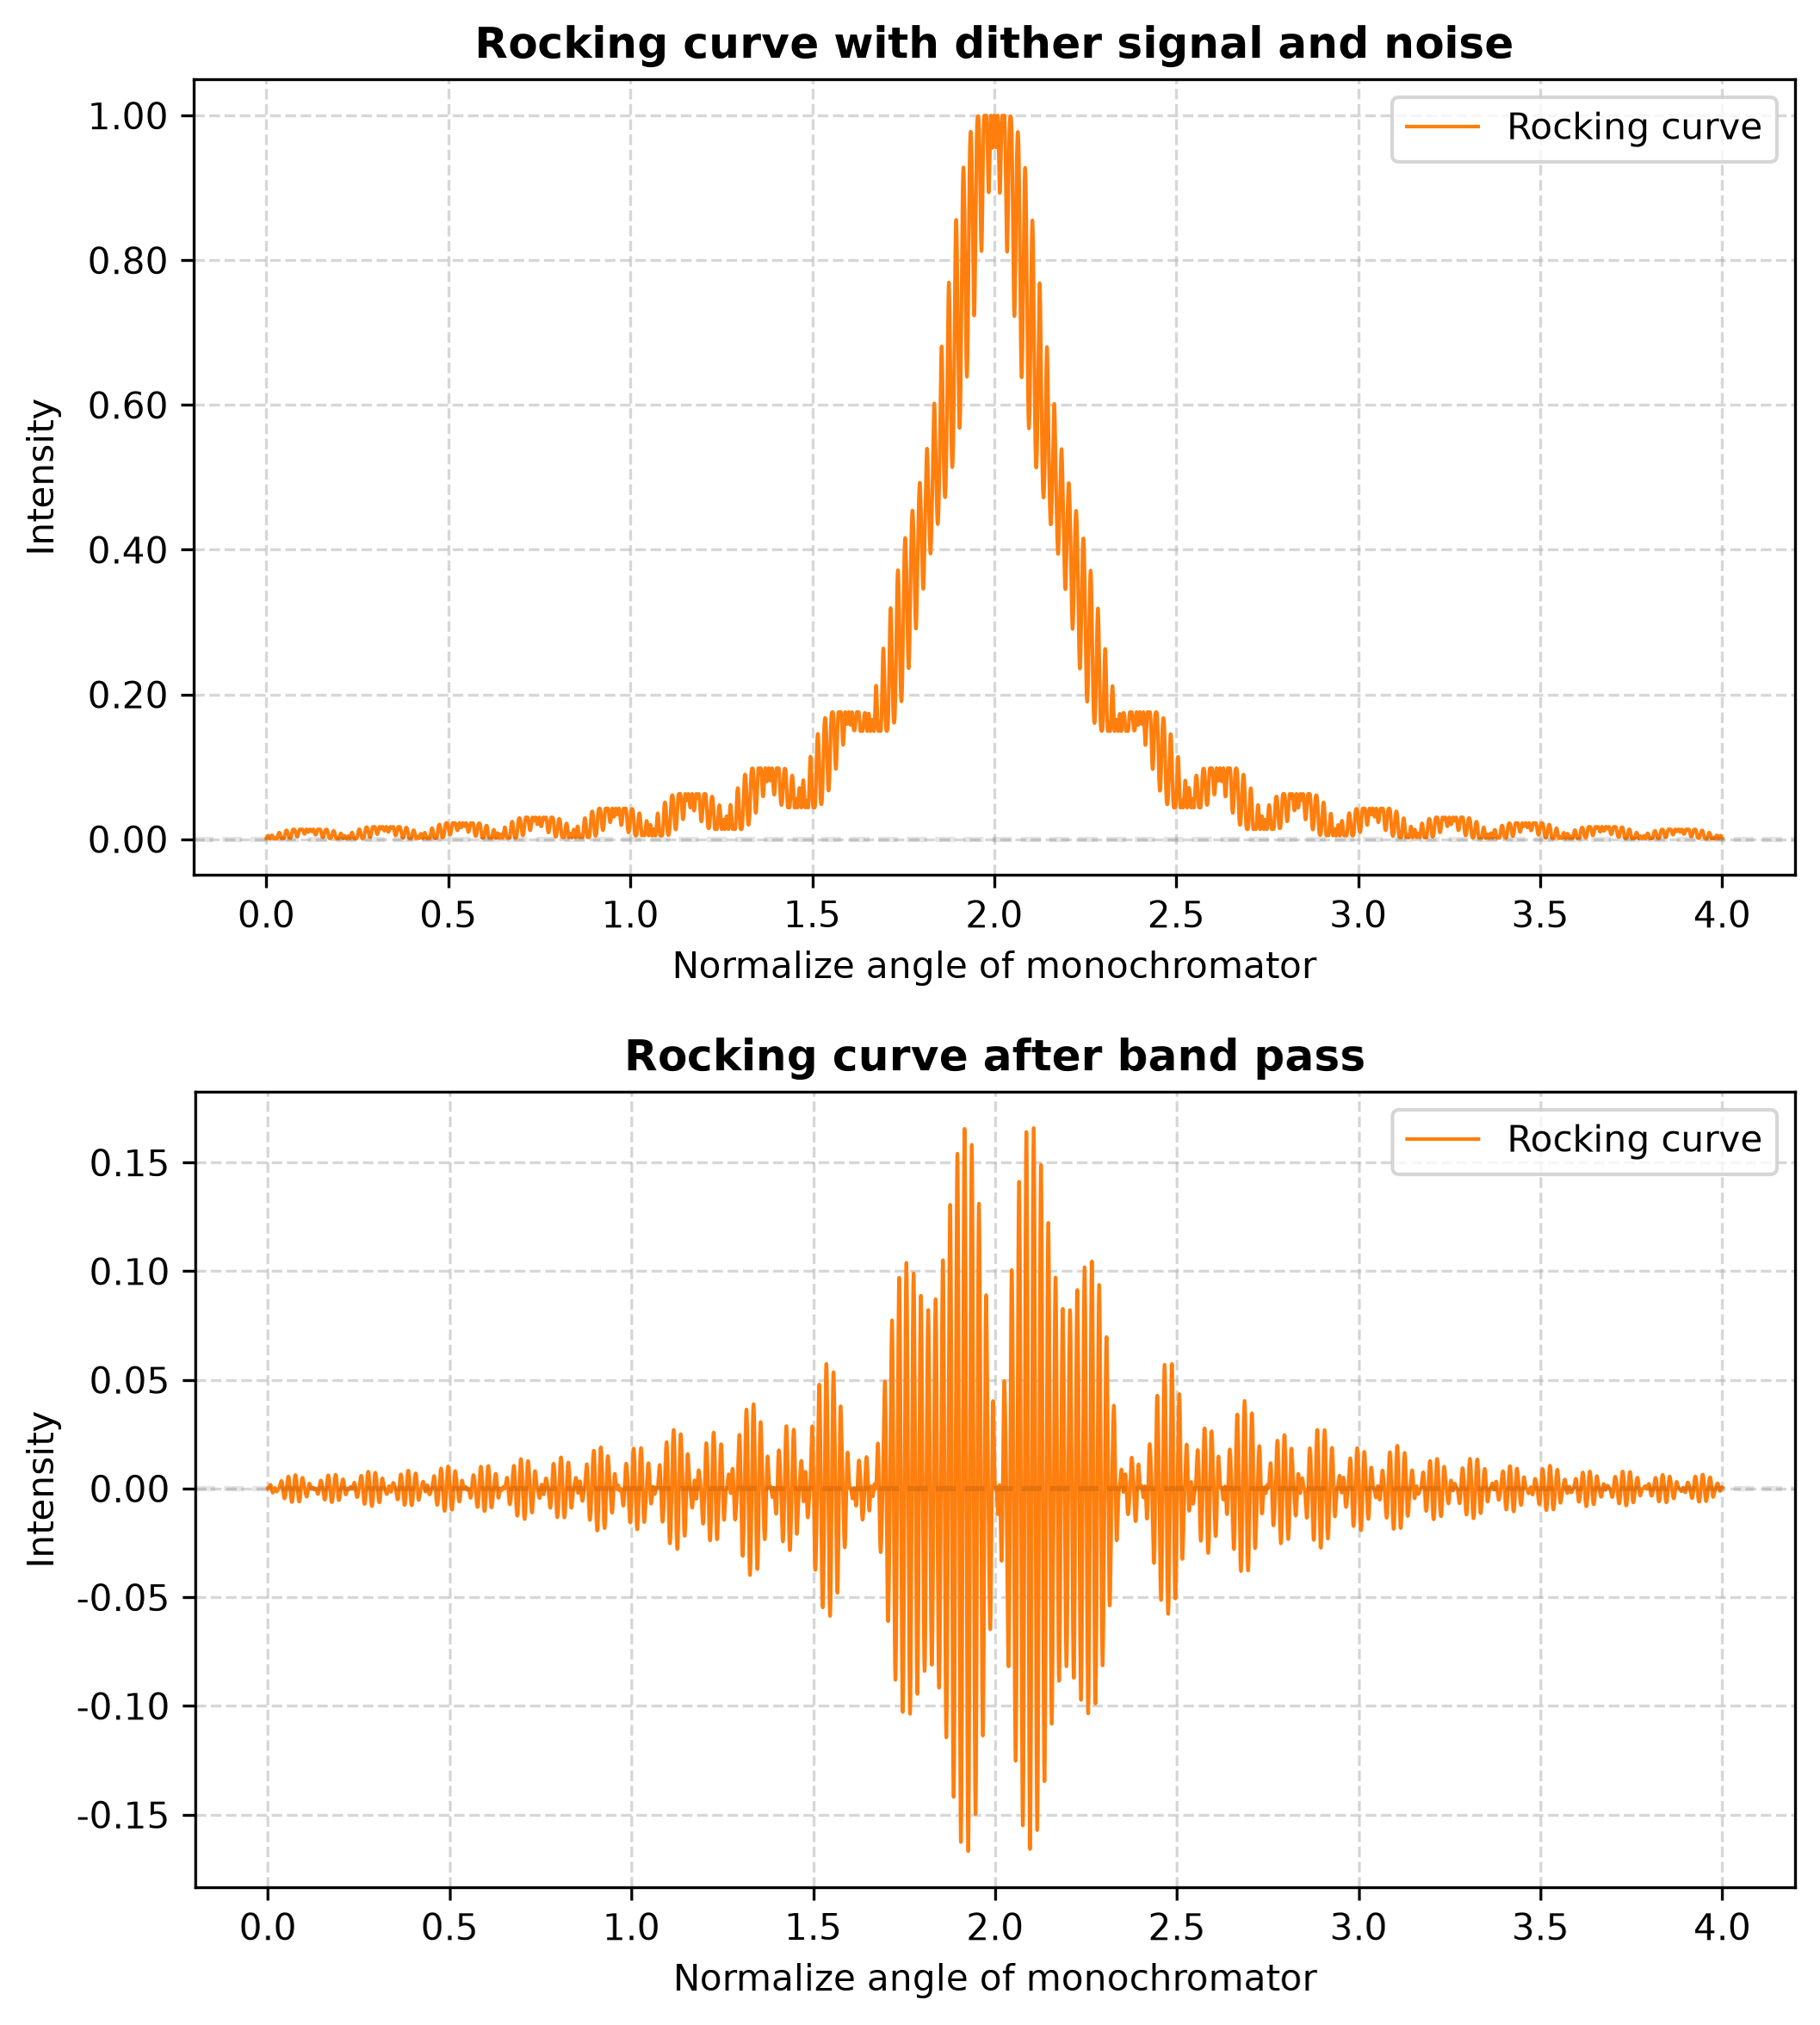 Rocking curve with dither signal and noise
Rocking curve
1.00
0.80
0.60
0.40
0.20
0.00
Intensity
0.0 0.5 1.0 1.5 2.0 2.5 3.0 3.5 4.0
Normalize angle of monochromator
Rocking curve after band pass
Rocking curve
0.15
0.10
0.05
0.00
-0.05
-0.10
-0.15
Intensity
0.0 0.5 1.0 1.5 2.0 2.5 3.0 3.5 4.0
Normalize angle of monochromator